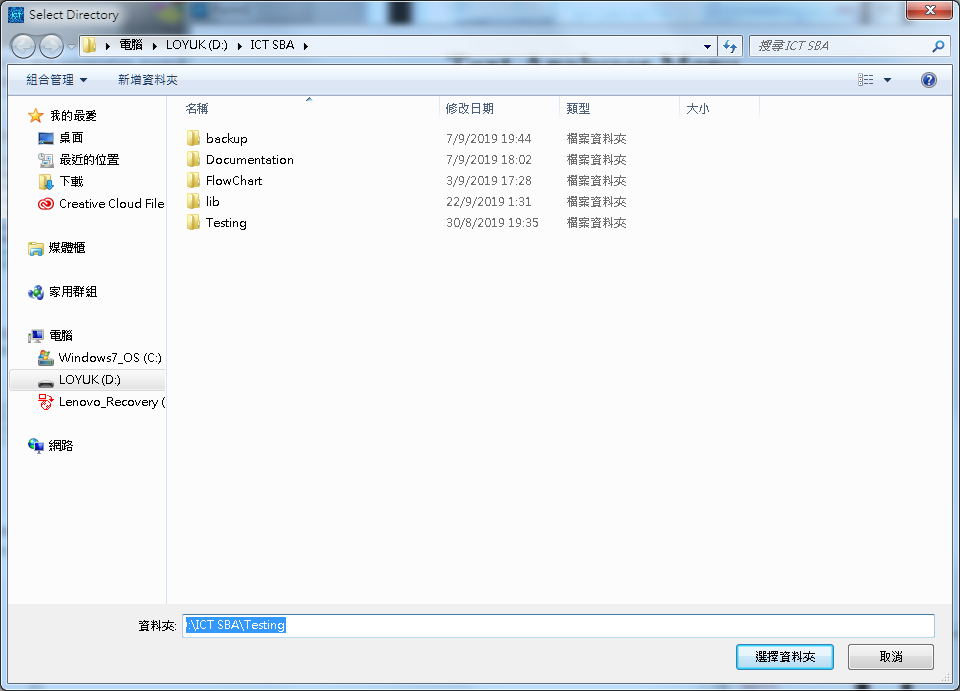 Select Directory
電腦 LOYUK (D:) ICT SBA
搜尋 ICT SBA
組合管理 新增資料夾
名稱 修改日期 類型 大小
我的最愛
桌面
最近的位置
下載
Creative Cloud File
媒體櫃
家用群組
電腦
Windows7_OS (C:)
LOYUK (D:)
Lenovo_Recovery (
網路
backup 7/9/2019 19:44 檔案資料夾
Documentation 7/9/2019 18:02 檔案資料夾
FlowChart 3/9/2019 17:28 檔案資料夾
lib 22/9/2019 1:31 檔案資料夾
Testing 30/8/2019 19:35 檔案資料夾
資料夾: :\ICT SBA\Testing
選擇資料夾 取消